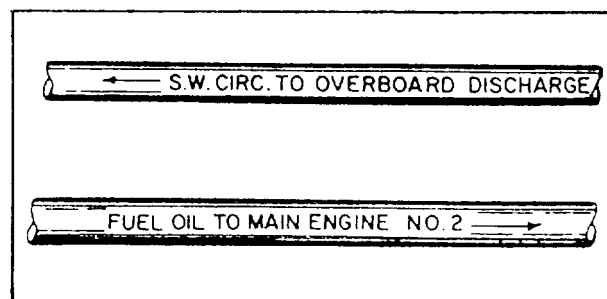 S.W. CIRC. TO OVERBOARD DISCHARGE
FUEL OIL TO MAIN ENGINE NO. 2